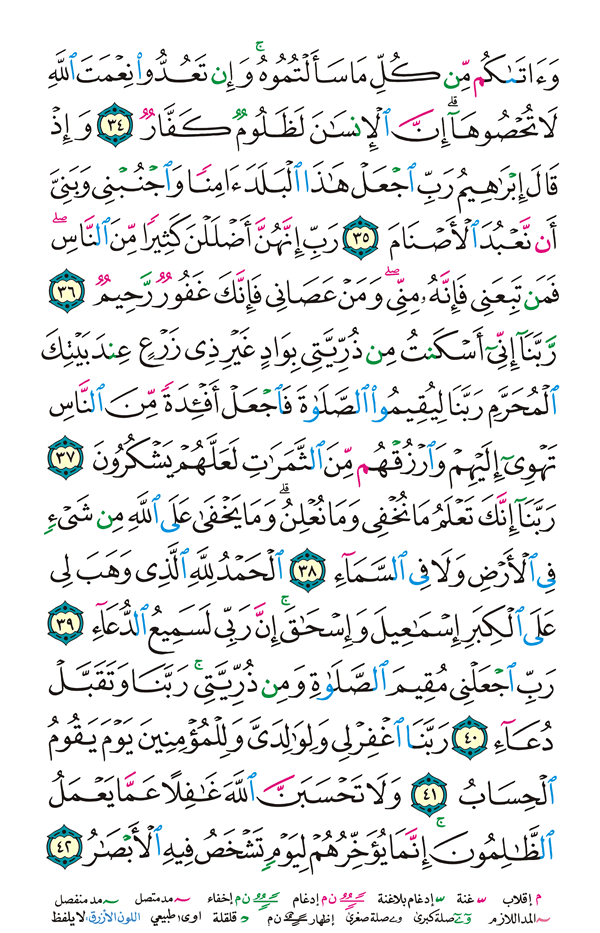 وَءَاتَىٰكُم مِّن كُلِّ مَا سَأَلْتُمُوهُ ۚ وَإِن تَعُدُّوا۟ نِعْمَتَ ٱللَّهِ
لَا تُحْصُوهَآ ۗ إِنَّ ٱلْإِنسَٰنَ لَظَلُومٌ كَفَّارٌ ٣٤ وَإِذْ
قَالَ إِبْرَٰهِيمُ رَبِّ ٱجْعَلْ هَٰذَا ٱلْبَلَدَ ءَامِنًا وَٱجْنُبْنِى وَبَنِىَّ
أَن نَّعْبُدَ ٱلْأَصْنَامَ ٣٥ رَبِّ إِنَّهُنَّ أَضْلَلْنَ كَثِيرًا مِّنَ ٱلنَّاسِ ۖ
فَمَن تَبِعَنِى فَإِنَّهُۥ مِنِّى ۖ وَمَنْ عَصَانِى فَإِنَّكَ غَفُورٌ رَّحِيمٌ ٣٦
رَّبَّنَآ إِنِّىٓ أَسْكَنتُ مِن ذُرِّيَّتِى بِوَادٍ غَيْرِ ذِى زَرْعٍ عِندَ بَيْتِكَ
ٱلْمُحَرَّمِ رَبَّنَا لِيُقِيمُوا۟ ٱلصَّلَوٰةَ فَٱجْعَلْ أَفْـِٔدَةً مِّنَ ٱلنَّاسِ
تَهْوِىٓ إِلَيْهِمْ وَٱرْزُقْهُم مِّنَ ٱلثَّمَرَٰتِ لَعَلَّهُمْ يَشْكُرُونَ ٣٧
رَبَّنَآ إِنَّكَ تَعْلَمُ مَا نُخْفِى وَمَا نُعْلِنُ ۗ وَمَا يَخْفَىٰ عَلَى ٱللَّهِ مِن شَىْءٍ
فِى ٱلْأَرْضِ وَلَا فِى ٱلسَّمَآءِ ٣٨ ٱلْحَمْدُ لِلَّهِ ٱلَّذِى وَهَبَ لِى
عَلَى ٱلْكِبَرِ إِسْمَٰعِيلَ وَإِسْحَٰقَ ۚ إِنَّ رَبِّى لَسَمِيعُ ٱلدُّعَآءِ ٣٩
رَبِّ ٱجْعَلْنِى مُقِيمَ ٱلصَّلَوٰةِ وَمِن ذُرِّيَّتِى ۚ رَبَّنَا وَتَقَبَّلْ
دُعَآءِ ٤٠ رَبَّنَا ٱغْفِرْ لِى وَلِوَٰلِدَىَّ وَلِلْمُؤْمِنِينَ يَوْمَ يَقُومُ
ٱلْحِسَابُ ٤١ وَلَا تَحْسَبَنَّ ٱللَّهَ غَٰفِلًا عَمَّا يَعْمَلُ
ٱلظَّٰلِمُونَ ۚ إِنَّمَا يُؤَخِّرُهُمْ لِيَوْمٍ تَشْخَصُ فِيهِ ٱلْأَبْصَٰرُ ٤٢
م إقلاب غنة إدغام بلاغنة ن م إدغام ن م إخفاء مد متصل مد منفصل
المد اللازم صلة كبرى صلة صغرى إظهار ن م قلقلة اوى: طبيعي اللون الأزرق: لا يلفظ